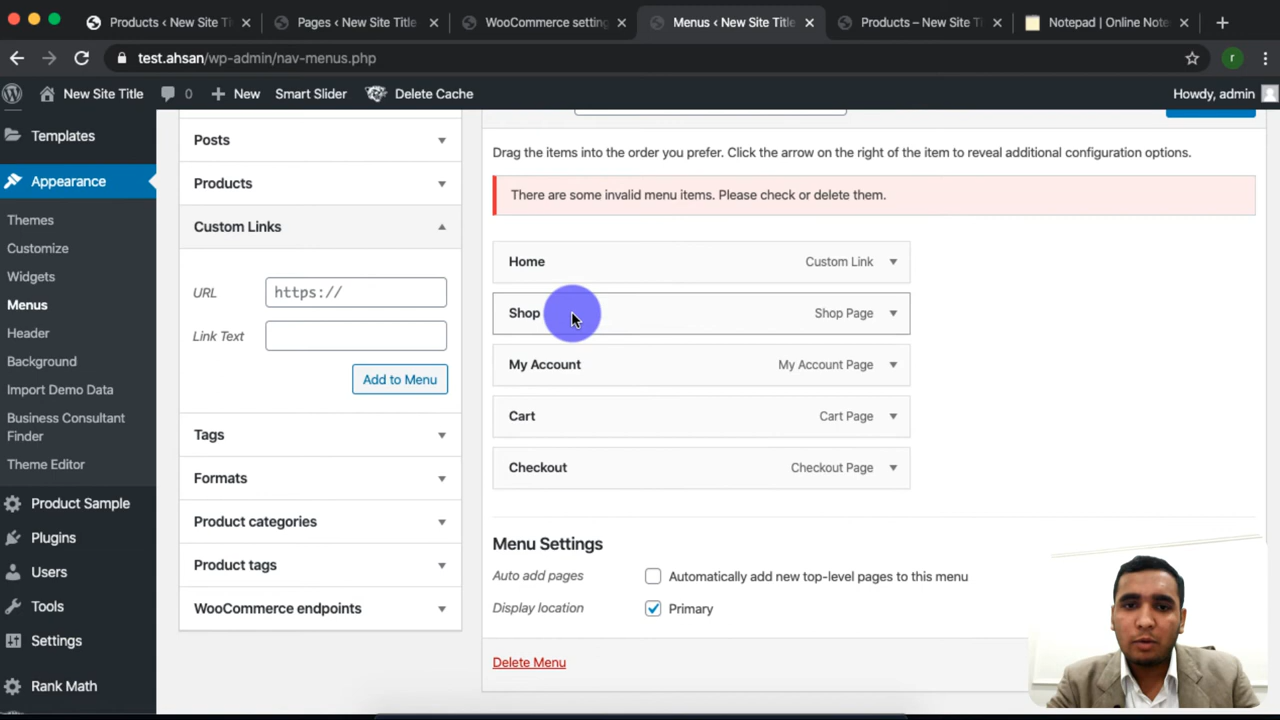 Products ‹ New Site Title
Pages ‹ New Site Title
WooCommerce setting
Menus ‹ New Site Title
Products – New Site T
Notepad | Online Note
test.ahsan/wp-admin/nav-menus.php
r
New Site Title
0
New
Smart Slider
Delete Cache
Howdy, admin
Templates
Appearance
Themes
Customize
Widgets
Menus
Header
Background
Import Demo Data
Business Consultant
Finder
Theme Editor
Product Sample
Plugins
Users
Tools
Settings
Rank Math
Posts
Products
Custom Links
URL
https://
Link Text
Add to Menu
Tags
Formats
Product categories
Product tags
WooCommerce endpoints
Drag the items into the order you prefer. Click the arrow on the right of the item to reveal additional configuration options.
There are some invalid menu items. Please check or delete them.
Home Custom Link
Shop Shop Page
My Account My Account Page
Cart Cart Page
Checkout Checkout Page
Menu Settings
Auto add pages Automatically add new top-level pages to this menu
Display location Primary
Delete Menu